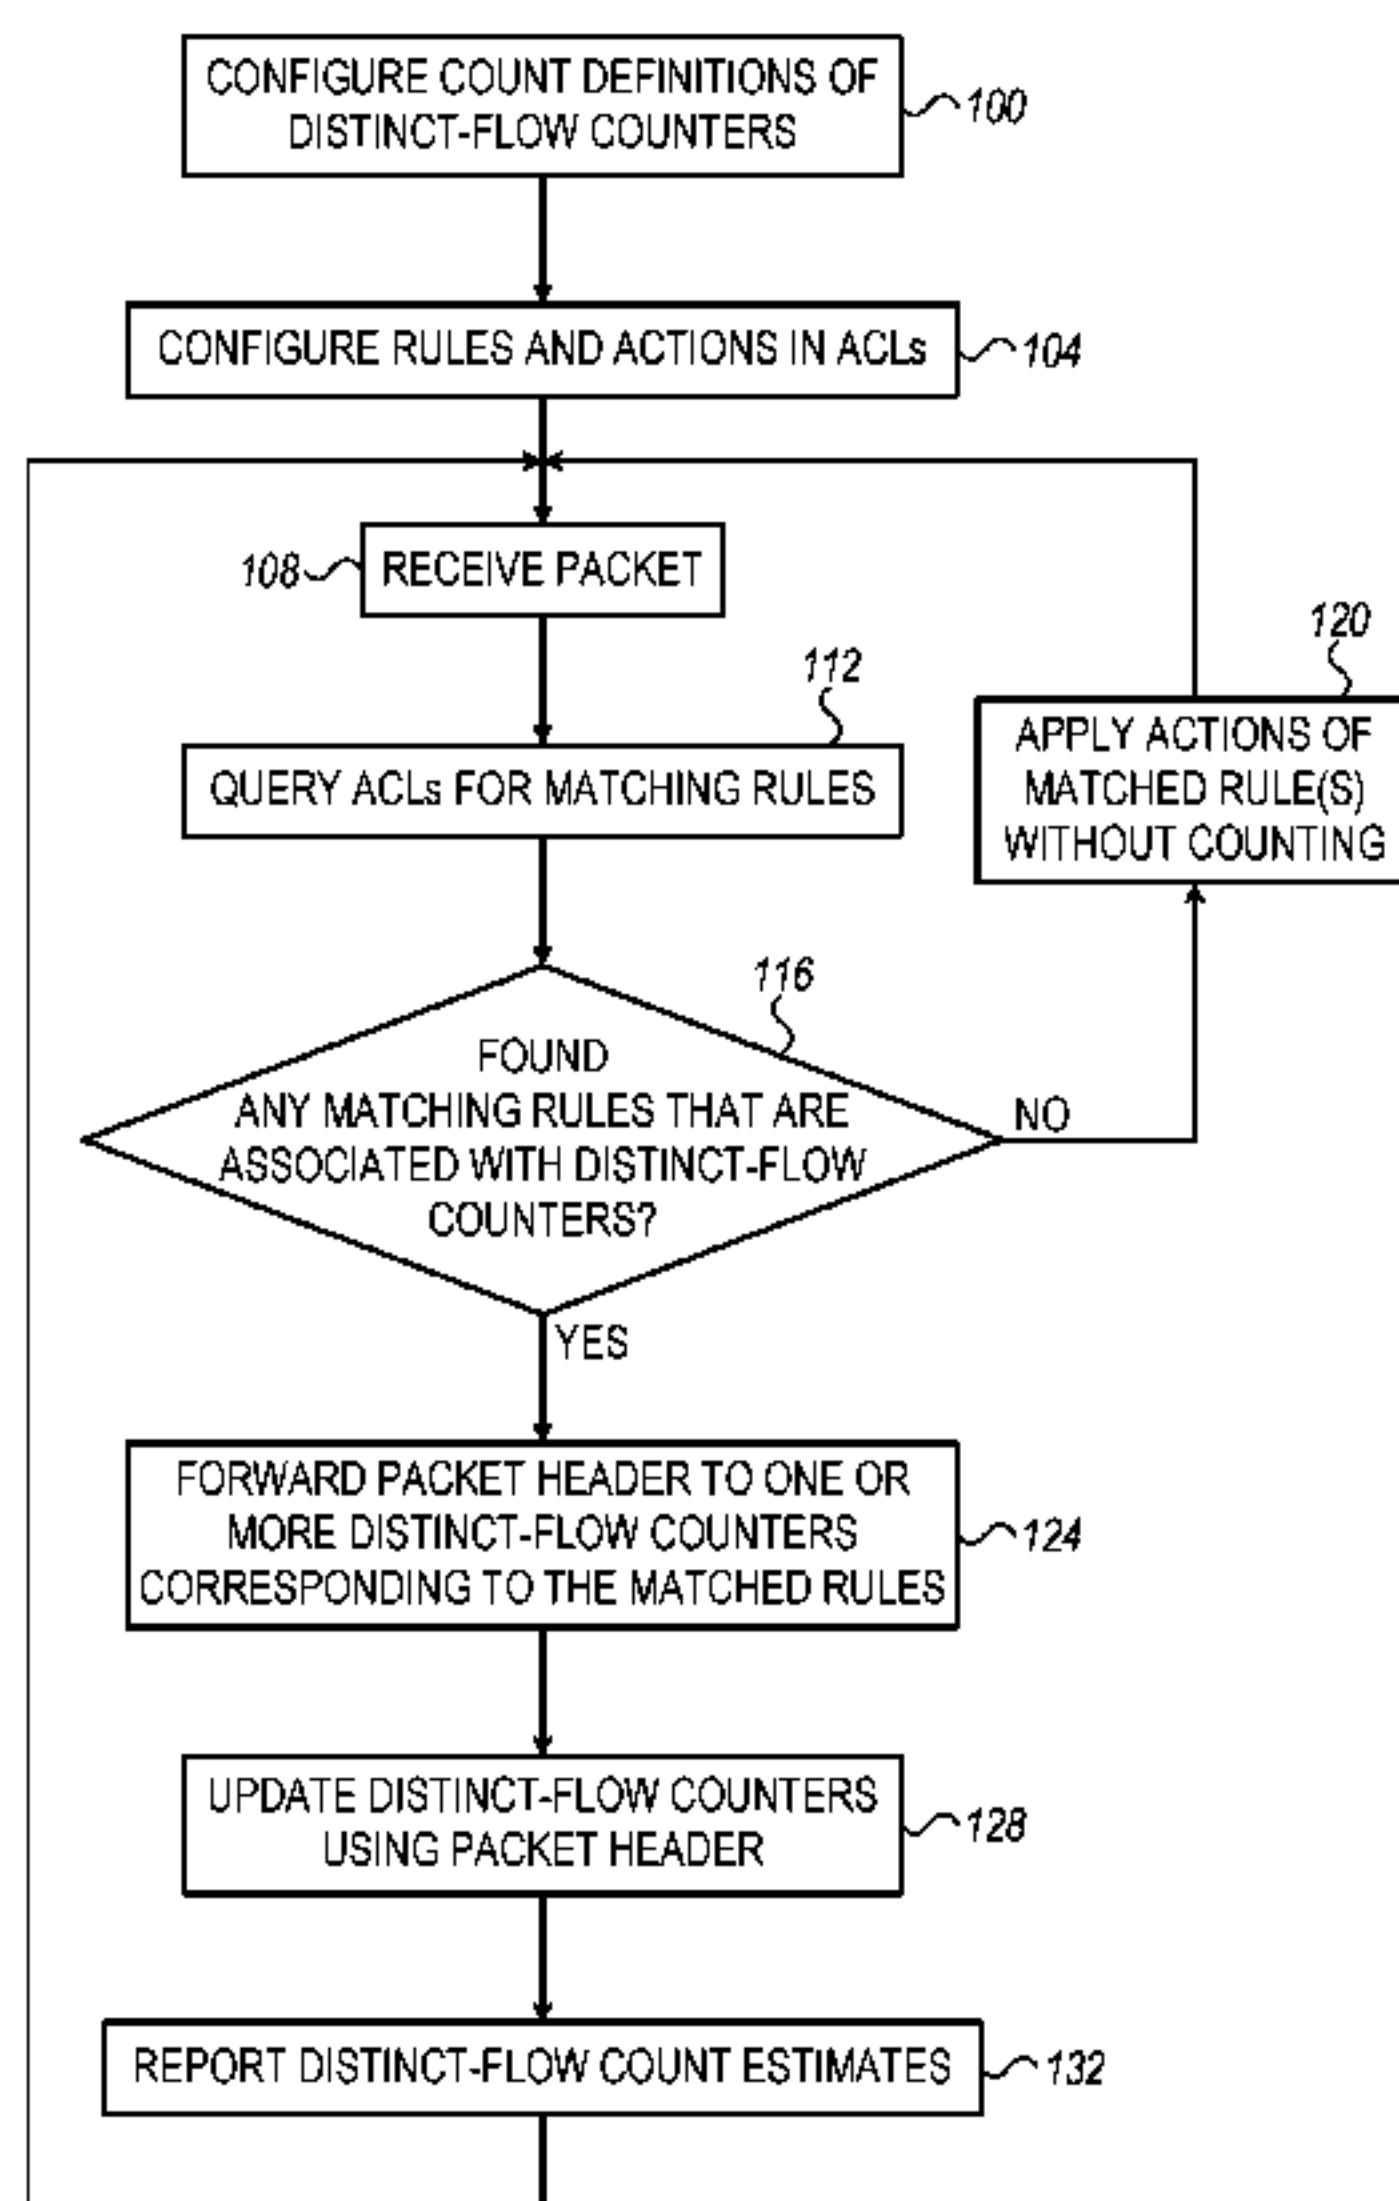 CONFIGURE COUNT DEFINITIONS OF
DISTINCT-FLOW COUNTERS
100
CONFIGURE RULES AND ACTIONS IN ACLs
104
108
RECEIVE PACKET
112
QUERY ACLs FOR MATCHING RULES
120
APPLY ACTIONS OF
MATCHED RULE(S)
WITHOUT COUNTING
116
FOUND
ANY MATCHING RULES THAT ARE
ASSOCIATED WITH DISTINCT-FLOW
COUNTERS?
NO
YES
FORWARD PACKET HEADER TO ONE OR
MORE DISTINCT-FLOW COUNTERS
CORRESPONDING TO THE MATCHED RULES
124
UPDATE DISTINCT-FLOW COUNTERS
USING PACKET HEADER
128
REPORT DISTINCT-FLOW COUNT ESTIMATES
132